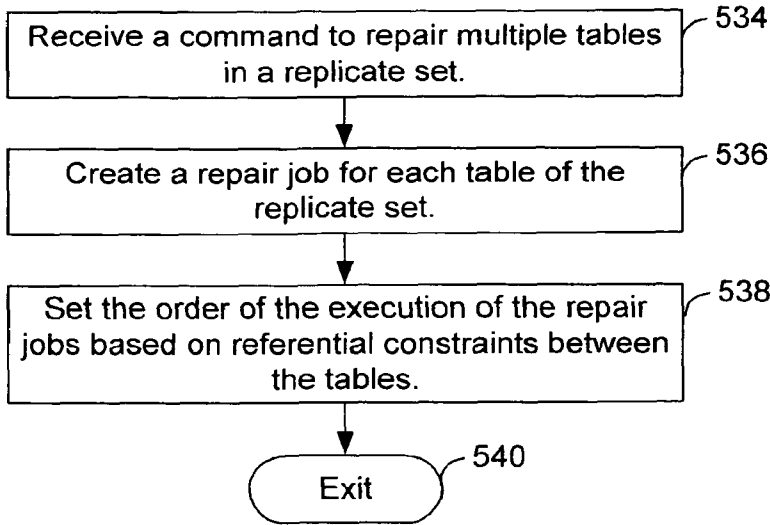 Receive a command to repair multiple tables
in a replicate set.
534
Create a repair job for each table of the
replicate set.
536
Set the order of the execution of the repair
jobs based on referential constraints between
the tables.
538
Exit
540